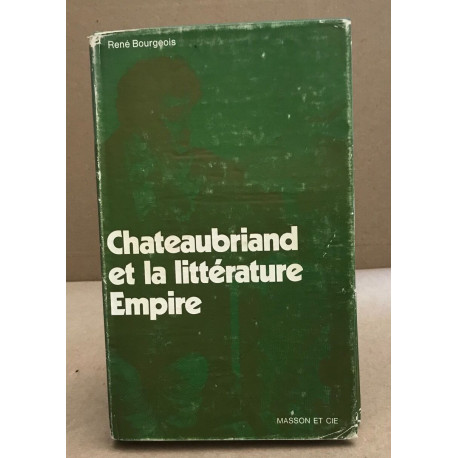 René Bourgeois
Chateaubriand
et la littérature
Empire
MASSON ET CIE